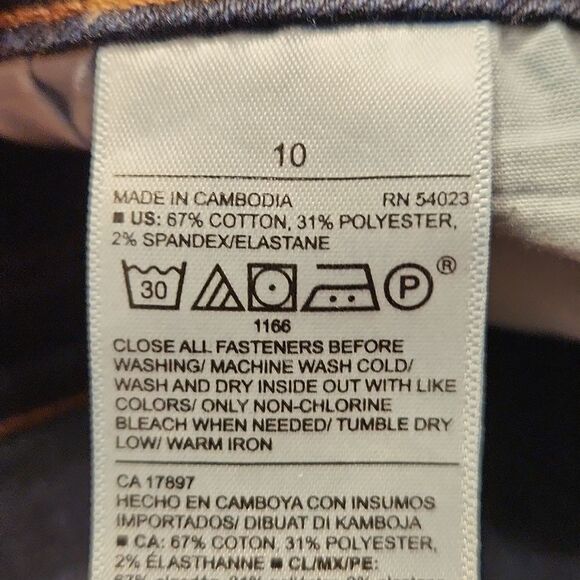 10
MADE IN CAMBODIA RN 54023
■ US: 67% COTTON, 31% POLYESTER,
2% SPANDEX/ELASTANE
30 P ®
1166
CLOSE ALL FASTENERS BEFORE
WASHING/ MACHINE WASH COLD/
WASH AND DRY INSIDE OUT WITH LIKE
COLORS/ ONLY NON-CHLORINE
BLEACH WHEN NEEDED/ TUMBLE DRY
LOW/ WARM IRON
CA 17897
HECHO EN CAMBOYA CON INSUMOS
IMPORTADOS/ DIBUAT DI KAMBOJA
■ CA: 67% COTON, 31% POLYESTER,
2% ÉLASTHANNE ■ CL/MX/PE: